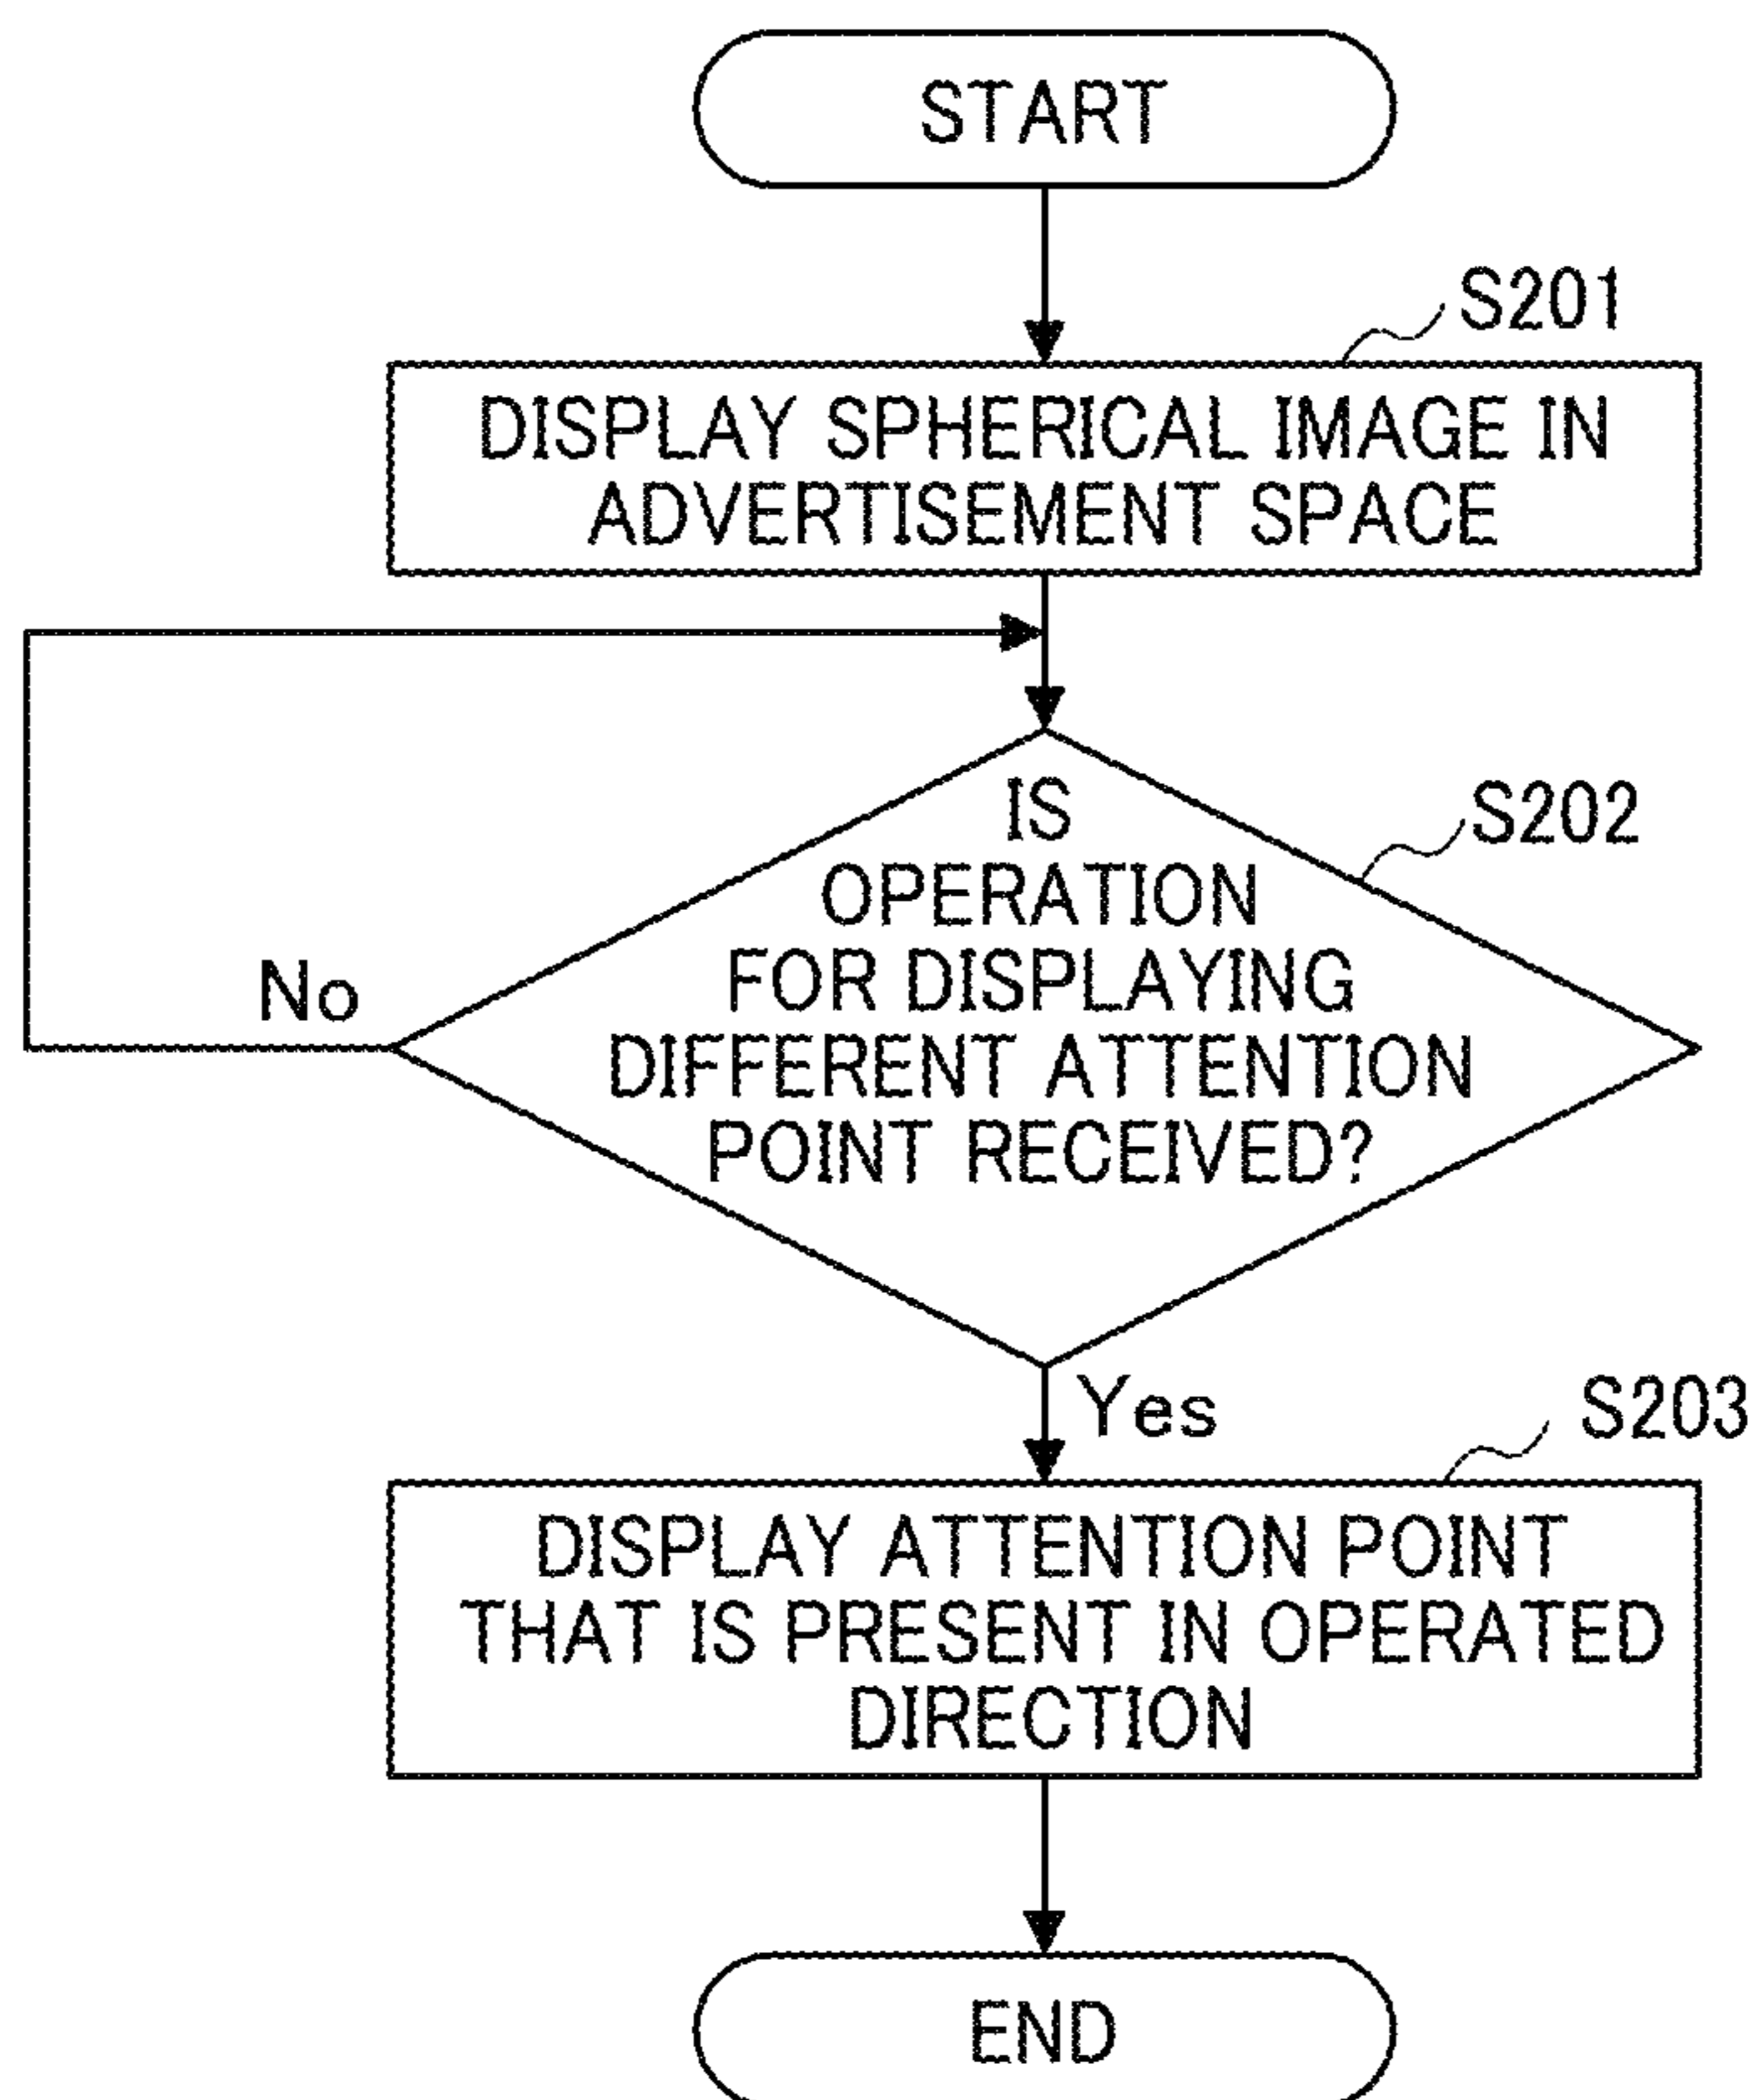 START
S201
DISPLAY SPHERICAL IMAGE IN
ADVERTISEMENT SPACE
S202
IS
OPERATION
FOR DISPLAYING
DIFFERENT ATTENTION
POINT RECEIVED?
No
Yes
S203
DISPLAY ATTENTION POINT
THAT IS PRESENT IN OPERATED
DIRECTION
END